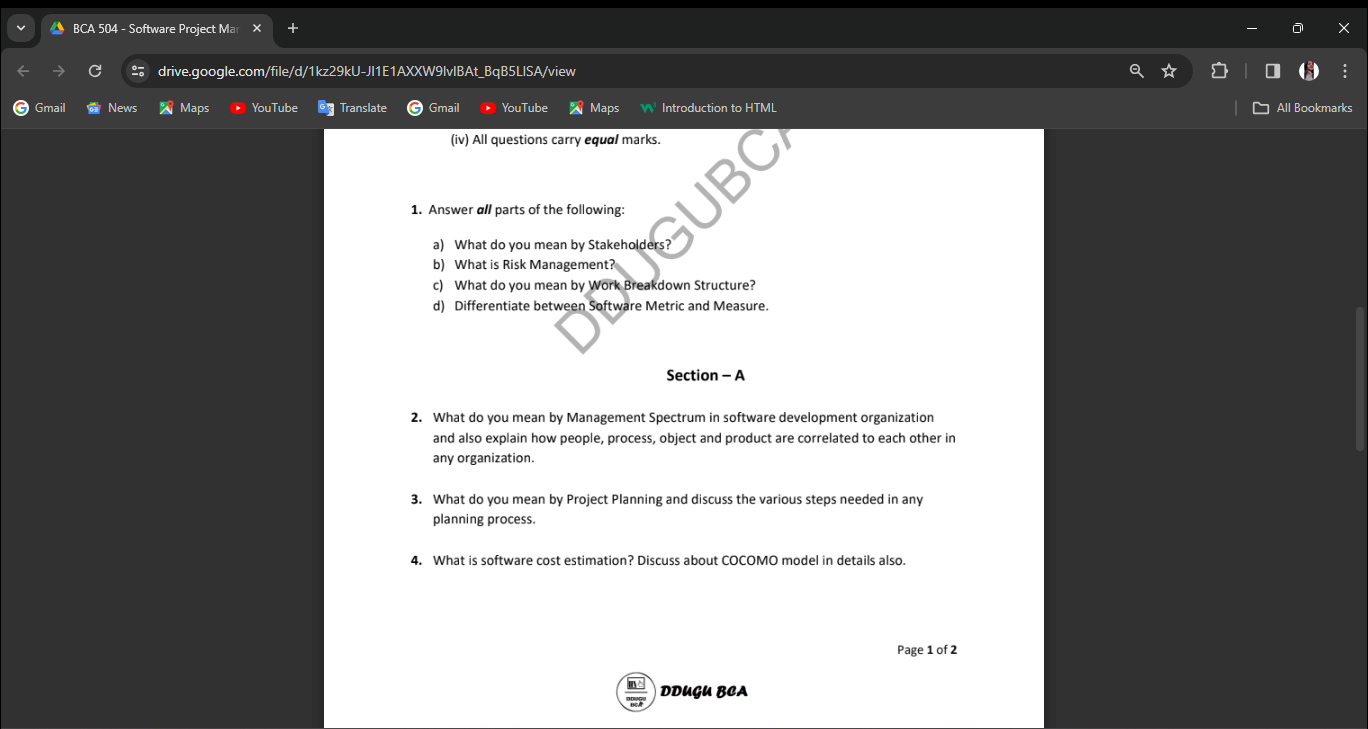 BCA 504 - Software Project Mar
drive.google.com/file/d/1kz29kU-JI1E1AXXW9IvIBAt_BqB5LISA/view
Gmail News Maps YouTube Translate Gmail YouTube Maps Introduction to HTML All Bookmarks
(iv) All questions carry equal marks.
DDUGUBCA
1. Answer all parts of the following:
a) What do you mean by Stakeholders?
b) What is Risk Management?
c) What do you mean by Work Breakdown Structure?
d) Differentiate between Software Metric and Measure.
Section – A
2. What do you mean by Management Spectrum in software development organization
and also explain how people, process, object and product are correlated to each other in
any organization.
3. What do you mean by Project Planning and discuss the various steps needed in any
planning process.
4. What is software cost estimation? Discuss about COCOMO model in details also.
Page 1 of 2
DDUGU BCA
DDUGU
BCA